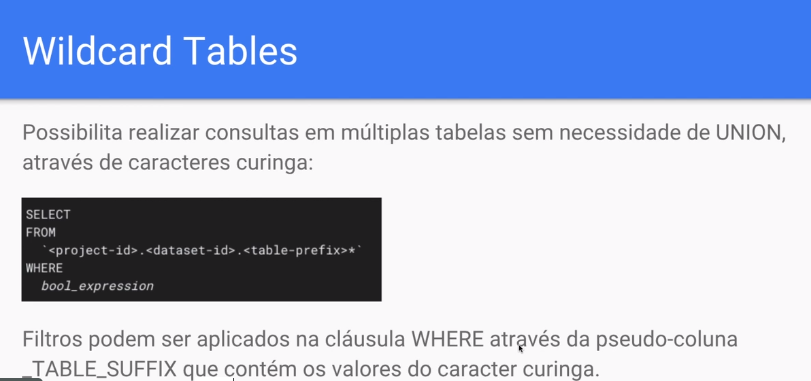 Wildcard Tables
Possibilita realizar consultas em múltiplas tabelas sem necessidade de UNION,
através de caracteres curinga:
SELECT
FROM
`<project-id>.<dataset-id>.<table-prefix>*`
WHERE
bool_expression
Filtros podem ser aplicados na cláusula WHERE através da pseudo-coluna
_TABLE_SUFFIX que contém os valores do caracter curinga.